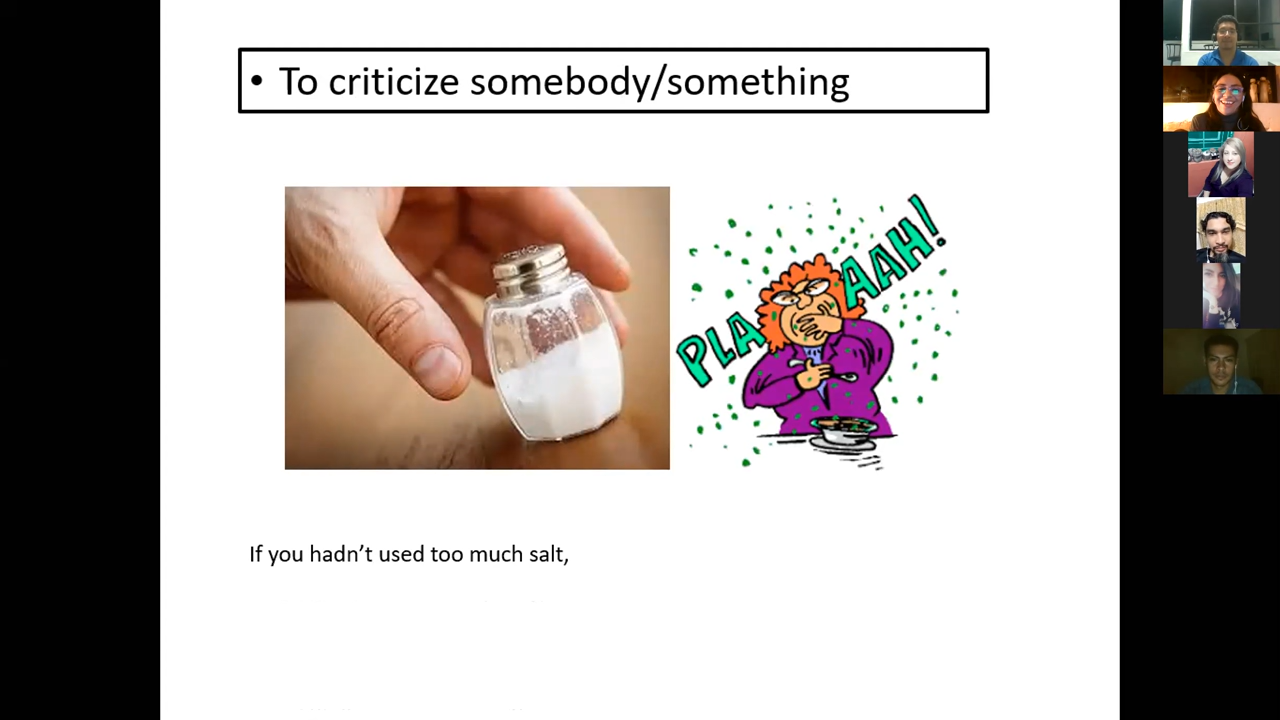 • To criticize somebody/something
PLAAAH!
If you hadn't used too much salt,